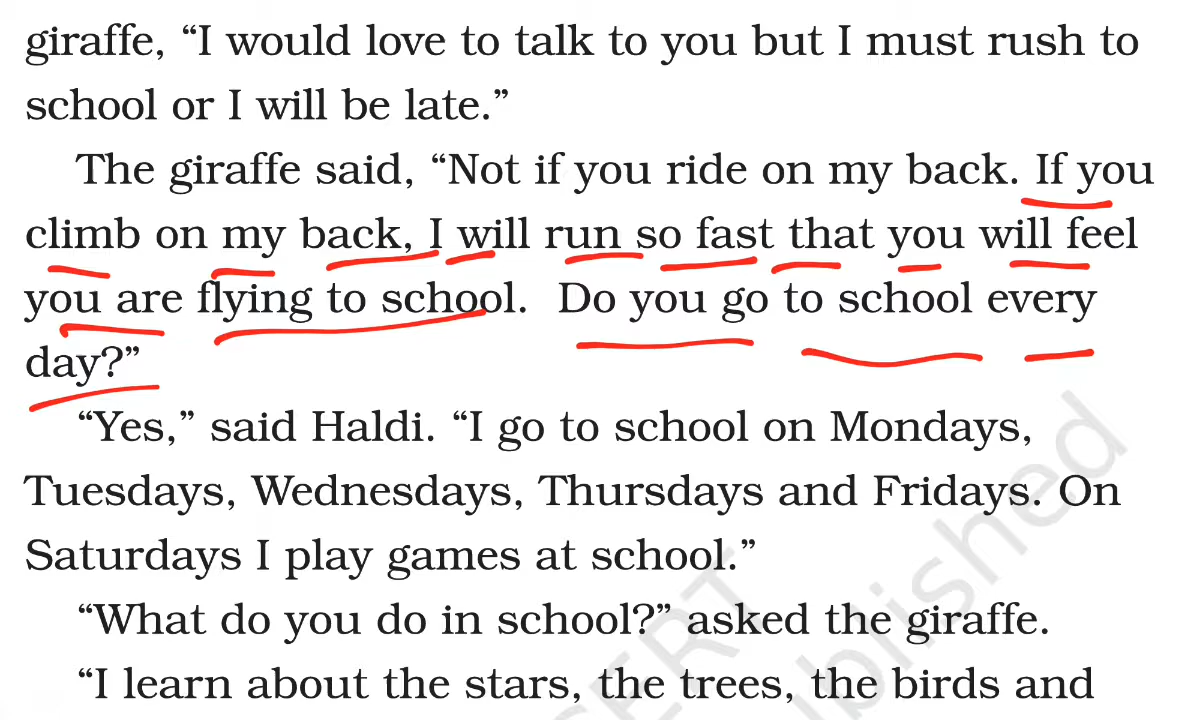 giraffe, “I would love to talk to you but I must rush to
school or I will be late.”
The giraffe said, “Not if you ride on my back. If you
climb on my back, I will run so fast that you will feel
you are flying to school. Do you go to school every
day?”
“Yes,” said Haldi. “I go to school on Mondays,
Tuesdays, Wednesdays, Thursdays and Fridays. On
Saturdays I play games at school.”
“What do you do in school?” asked the giraffe.
“I learn about the stars, the trees, the birds and